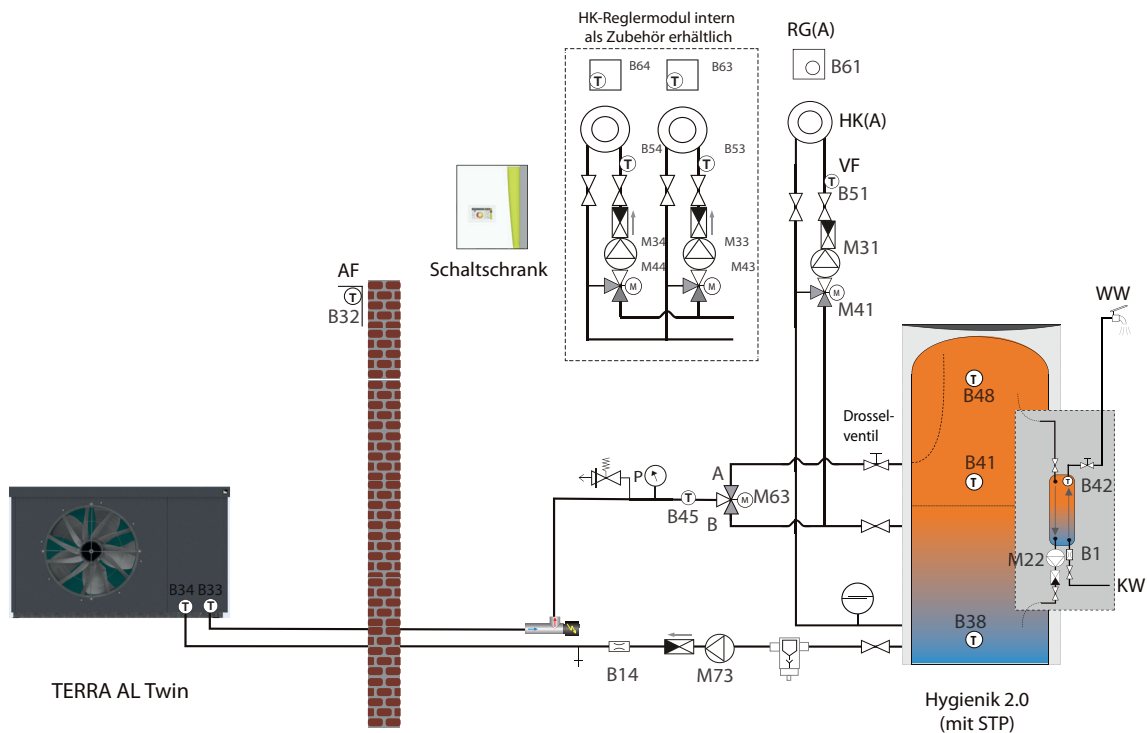 HK-Reglermodul intern
als Zubehör erhältlich
RG(A)
B64
B63
B61
T
T
HK(A)
B54
B53
VF
T
T
T
B51
Schaltschrank
M34
M33
M31
M44
M43
M
M
M
M41
AF
T
B32
WW
T
B48
Drossel-
ventil
B41
T
B42
T
P
A
T
M63
M
B45
B
M22
B1
KW
B34
B33
T
T
B38
T
B14
M73
TERRA AL Twin
Hygienik 2.0
(mit STP)